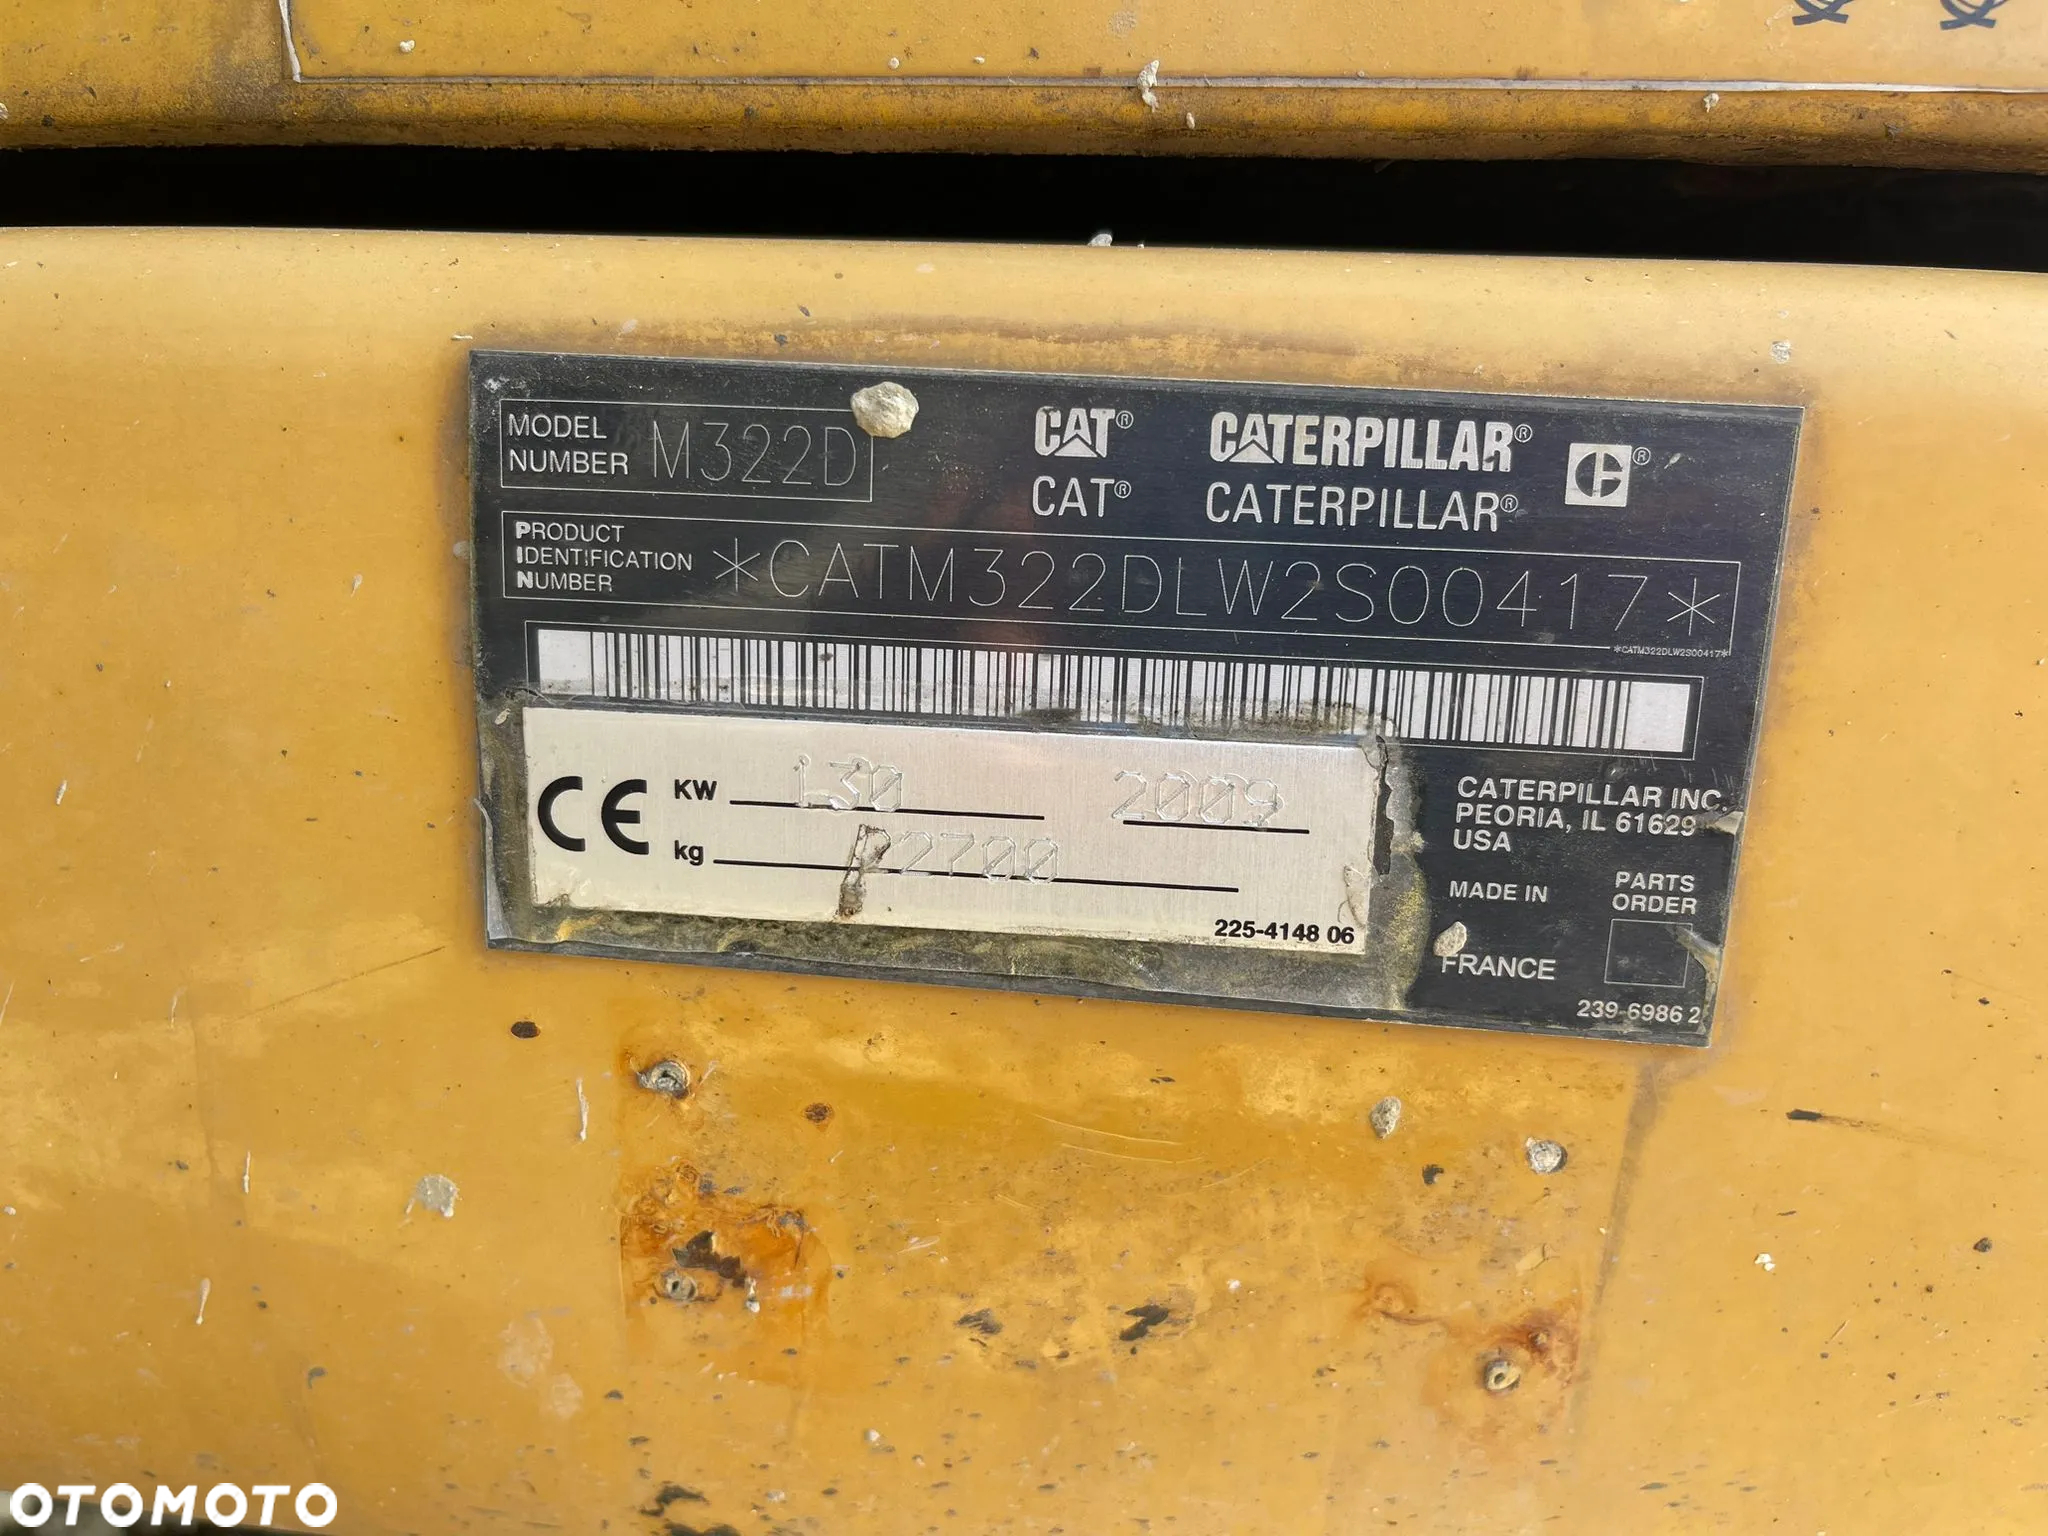 MODEL
NUMBER M322D
CAT® CATERPILLAR®
CAT® CATERPILLAR®
PRODUCT
IDENTIFICATION
NUMBER
*CATM322DLW2S00417*
*CATM322DLW2S00417*
CE KW 130 2009
kg 22700
225-4148 06
CATERPILLAR INC.
PEORIA, IL 61629
USA
MADE IN
FRANCE
PARTS
ORDER
239-6986 2
OTOMOTO